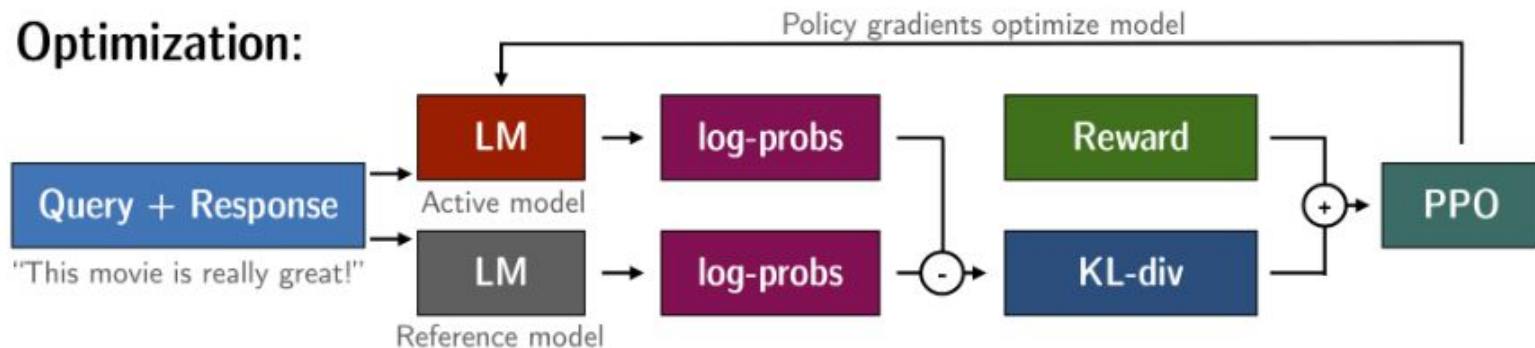 Optimization:
Policy gradients optimize model
LM
log-probs
Reward
Query + Response
Active model
+
PPO
"This movie is really great!"
LM
log-probs
-
KL-div
Reference model